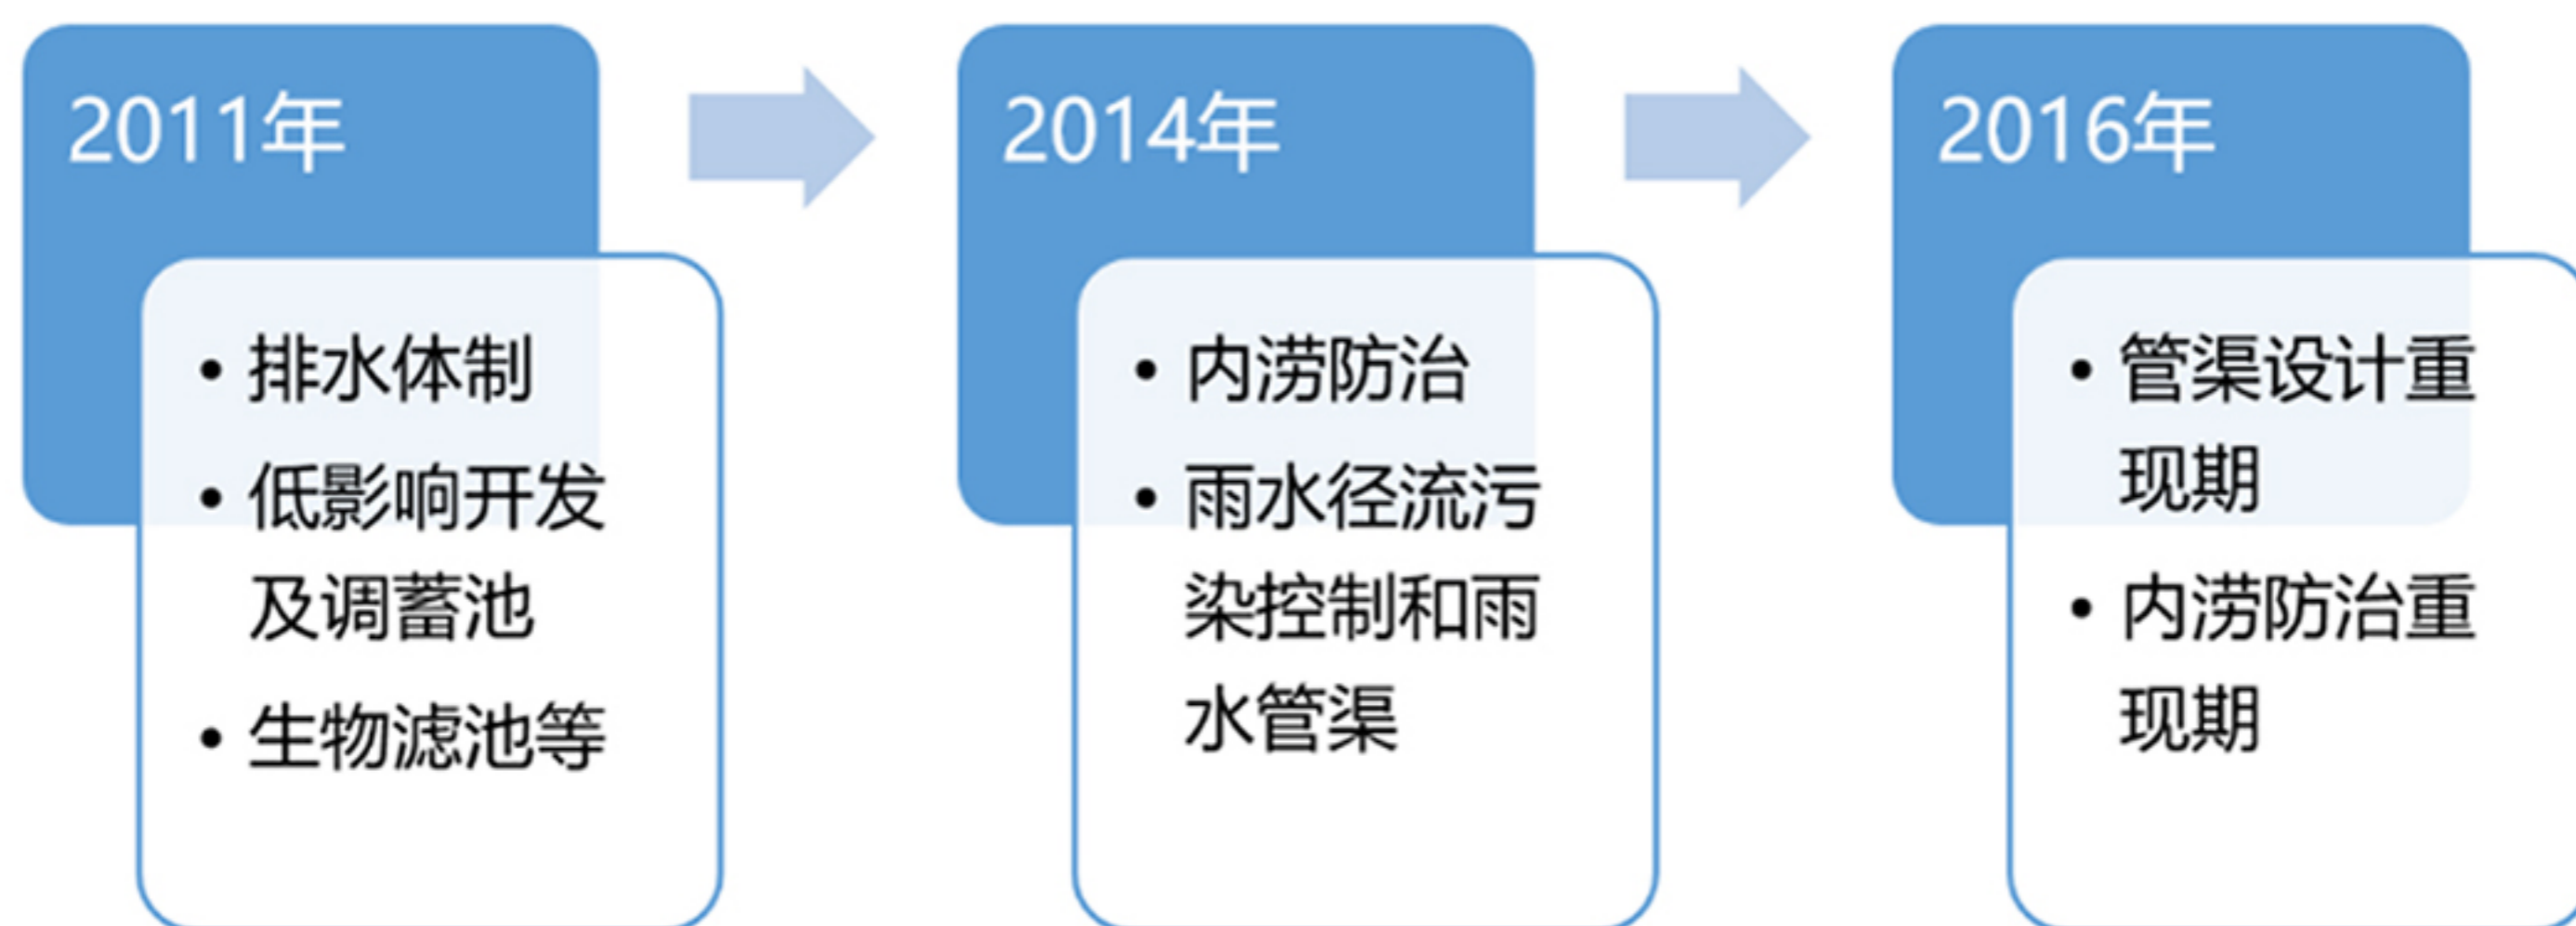 2011年
• 排水体制
• 低影响开发
及调蓄池
• 生物滤池等
2014年
• 内涝防治
• 雨水径流污
染控制和雨
水管渠
2016年
• 管渠设计重
现期
• 内涝防治重
现期